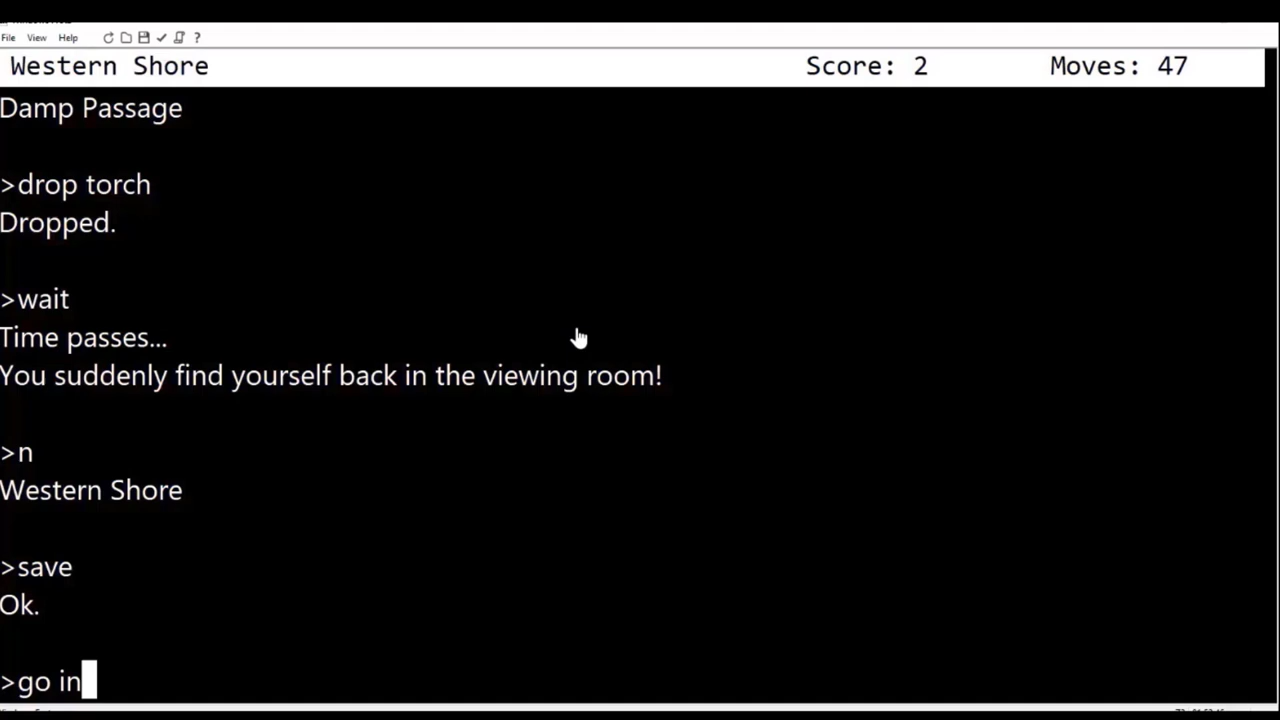 File View Help ?
Western Shore Score: 2 Moves: 47
Damp Passage
>drop torch
Dropped.
>wait
Time passes...
You suddenly find yourself back in the viewing room!
>n
Western Shore
>save
Ok.
>go in